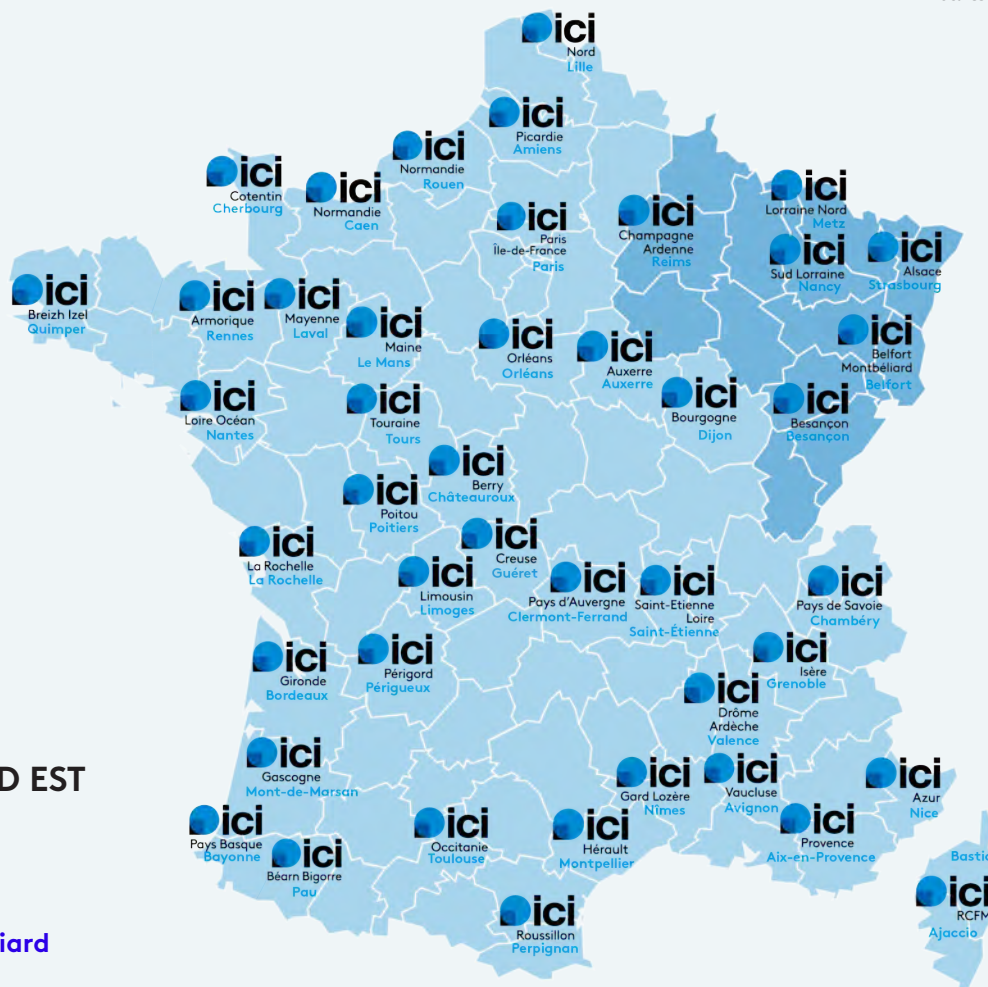 ici
Nord
Lille
ici
Picardie
Amiens
ici
Normandie
Rouen
ici
Cotentin
Cherbourg
ici
Normandie
Caen
ici
Paris
Île-de-France
Paris
ici
Champagne
Ardenne
Reims
ici
Lorraine Nord
Metz
ici
Sud Lorraine
Nancy
ici
Alsace
Strasbourg
ici
Breizh Izel
Quimper
ici
Armorique
Rennes
ici
Mayenne
Laval
ici
Maine
Le Mans
ici
Orléans
Orléans
ici
Auxerre
Auxerre
ici
Belfort
Montbéliard
Belfort
ici
Loire Océan
Nantes
ici
Touraine
Tours
ici
Bourgogne
Dijon
ici
Besançon
Besançon
ici
Berry
Châteauroux
ici
Poitou
Poitiers
ici
La Rochelle
La Rochelle
ici
Creuse
Guéret
ici
Limousin
Limoges
ici
Pays d'Auvergne
Clermont-Ferrand
ici
Saint-Etienne
Loire
Saint-Étienne
ici
Pays de Savoie
Chambéry
ici
Gironde
Bordeaux
ici
Périgord
Périgueux
ici
Isère
Grenoble
ici
Drôme
Ardèche
Valence
ici
Gascogne
Mont-de-Marsan
D EST
ici
Gard Lozère
Nîmes
ici
Vaucluse
Avignon
ici
Azur
Nice
ici
Pays Basque
Bayonne
ici
Béarn Bigorre
Pau
ici
Occitanie
Toulouse
ici
Hérault
Montpellier
ici
Provence
Aix-en-Provence
Bastia
ici
RCFM
Ajaccio
ici
Roussillon
Perpignan
iard